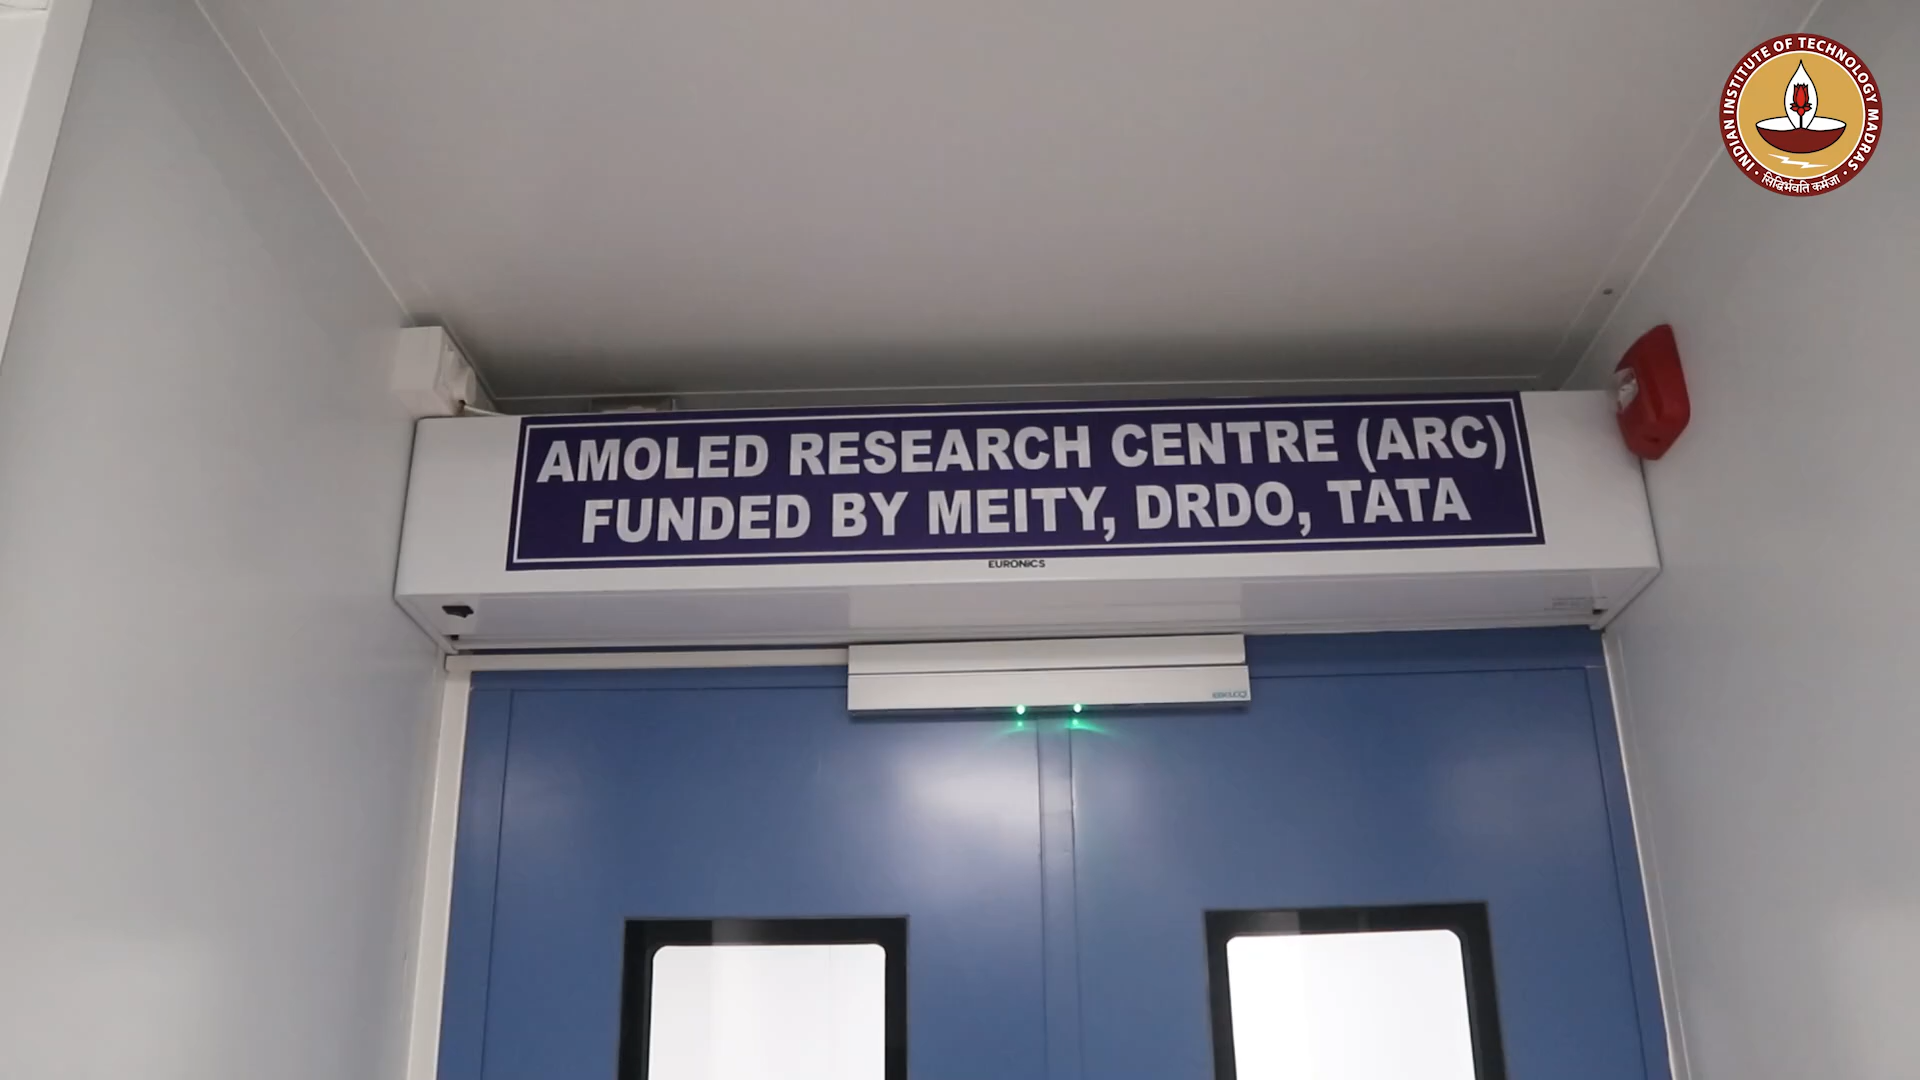 INDIAN INSTITUTE OF TECHNOLOGY MADRAS
सिद्धिर्भवति कर्मजा
AMOLED RESEARCH CENTRE (ARC)
FUNDED BY MEITY, DRDO, TATA
EURONICS